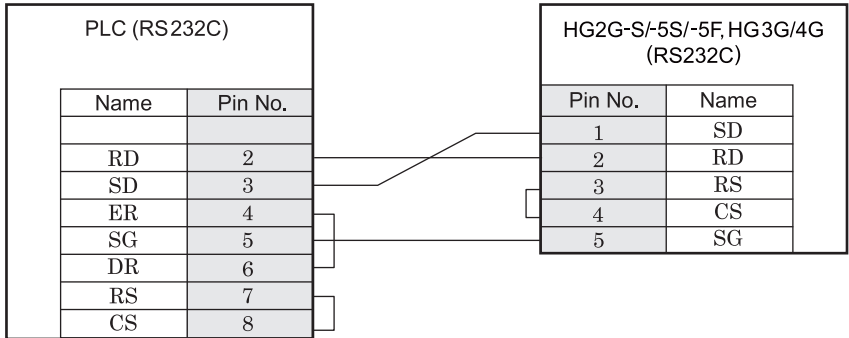 PLC (RS232C)
Name Pin No.
RD 2
SD 3
ER 4
SG 5
DR 6
RS 7
CS 8
HG2G-S/-5S/-5F, HG3G/4G
(RS232C)
Pin No. Name
1 SD
2 RD
3 RS
4 CS
5 SG